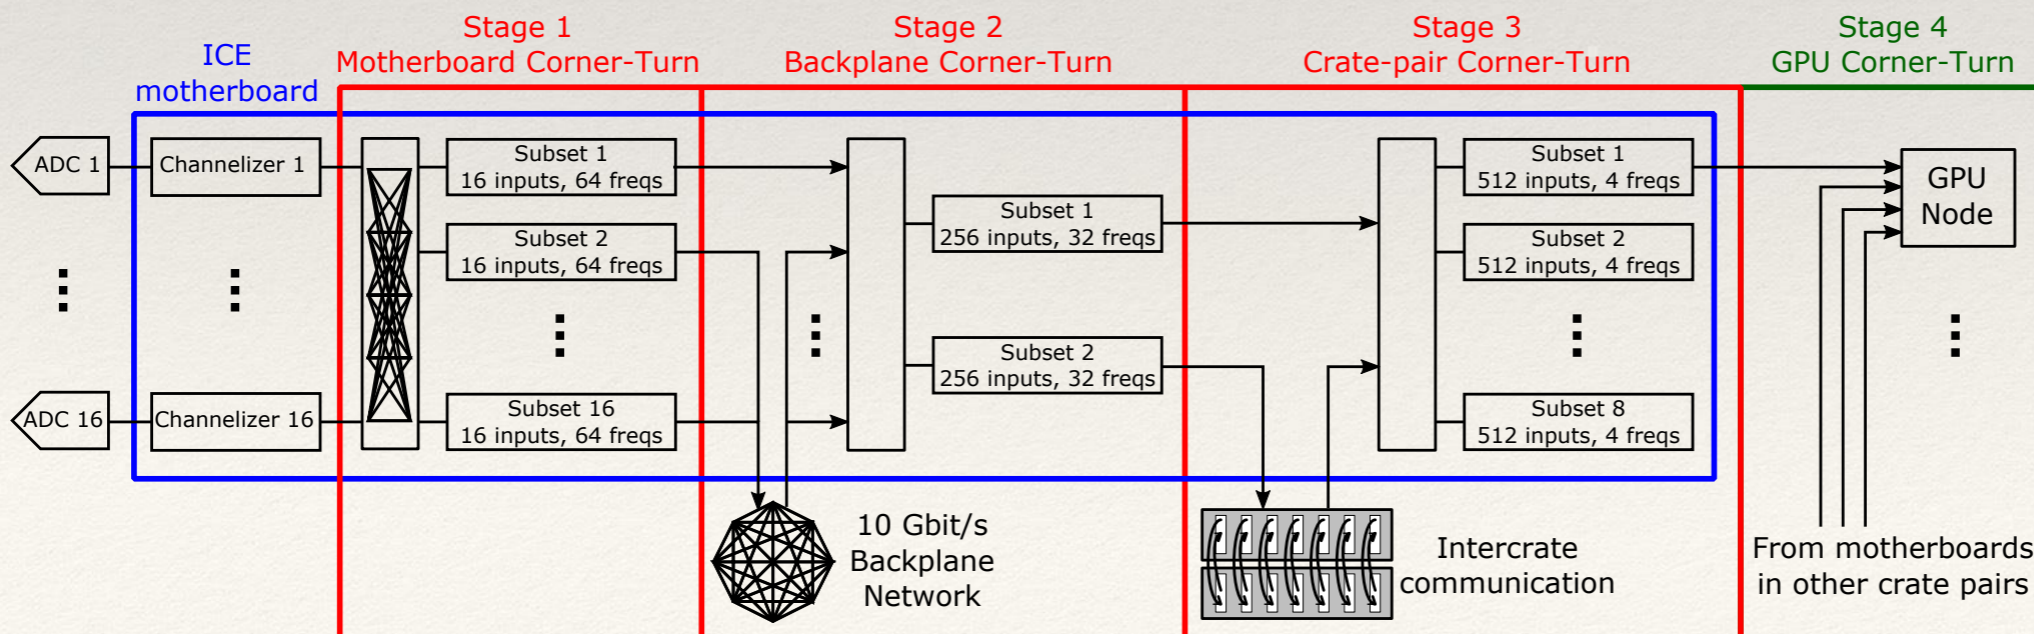 ICE
motherboard
Stage 1
Motherboard Corner-Turn
Stage 2
Backplane Corner-Turn
Stage 3
Crate-pair Corner-Turn
Stage 4
GPU Corner-Turn
ADC 1
Channelizer 1
Subset 1
16 inputs, 64 freqs
Subset 2
16 inputs, 64 freqs
ADC 16
Channelizer 16
Subset 16
16 inputs, 64 freqs
Subset 1
256 inputs, 32 freqs
Subset 2
256 inputs, 32 freqs
10 Gbit/s
Backplane
Network
Subset 1
512 inputs, 4 freqs
Subset 2
512 inputs, 4 freqs
Subset 8
512 inputs, 4 freqs
Intercrate
communication
GPU
Node
From motherboards
in other crate pairs